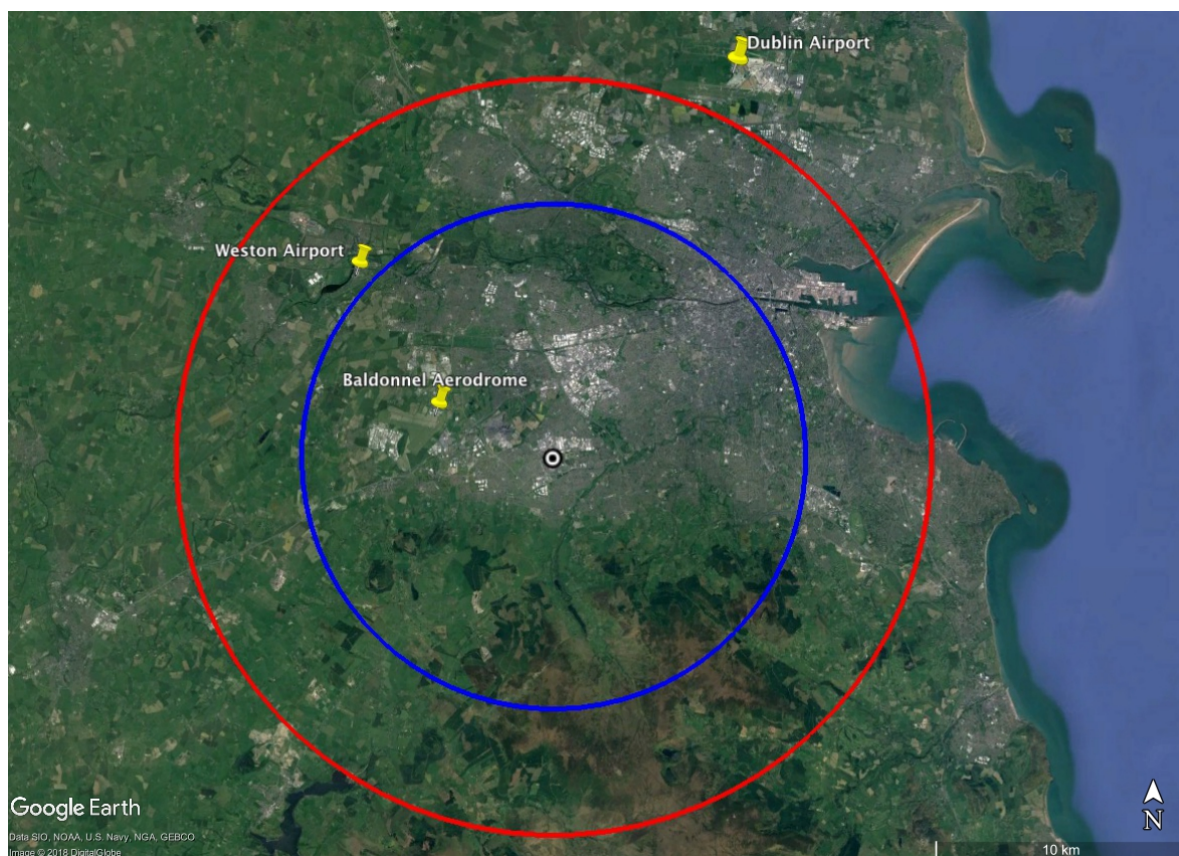 Dublin Airport
Weston Airport
Baldonnel Aerodrome
Google Earth
N
Data SIO, NOAA, U.S. Navy, NGA, GEBCO
Image © 2018 DigitalGlobe
10 km